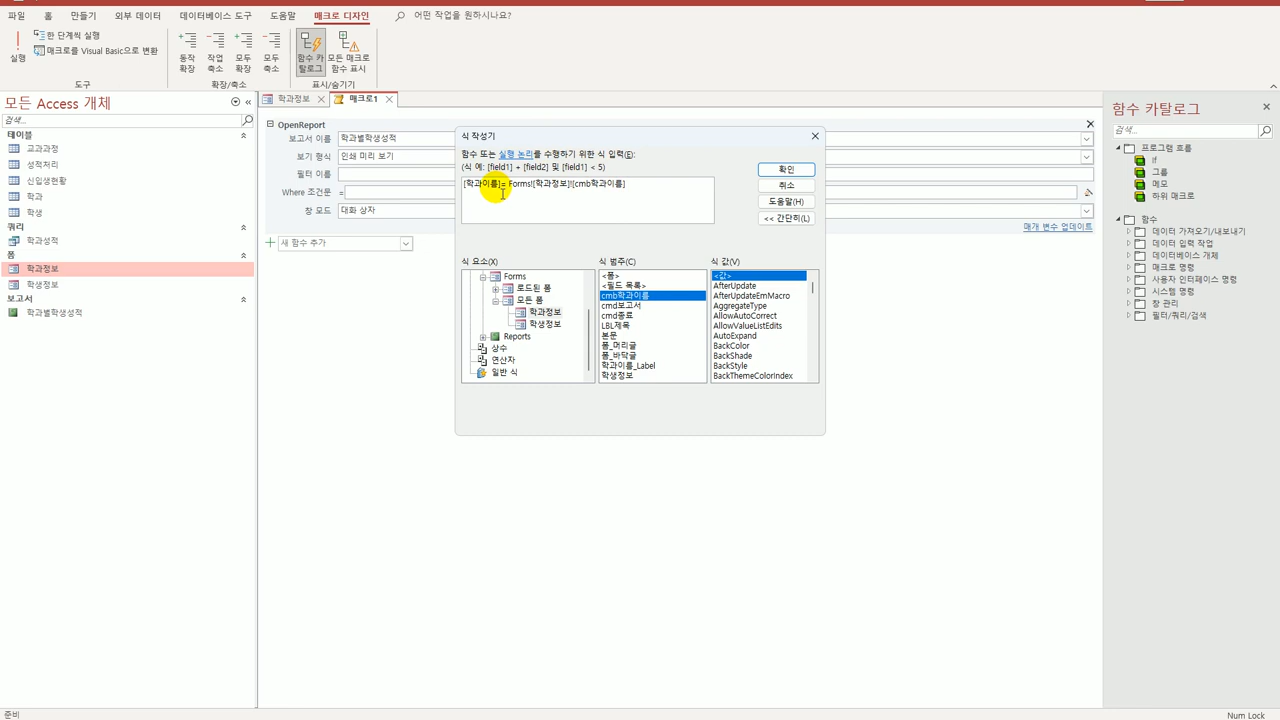 파일 홈 만들기 외부 데이터 데이터베이스 도구 도움말 매크로 디자인 어떤 작업을 원하시나요?
실행
한 단계씩 실행
매크로를 Visual Basic으로 변환
도구
동작 확장
작업 축소
모두 확장
모두 축소
확장/축소
함수 카탈로그
모든 매크로 함수 표시
표시/숨기기
모든 Access 개체
검색...
테이블
교과과정
성적처리
신입생현황
학과
학생
쿼리
학과성적
폼
학과정보
학생정보
보고서
학과별학생성적
학과정보 매크로1
OpenReport
보고서 이름 학과별학생성적
보기 형식 인쇄 미리 보기
필터 이름
Where 조건문 =
창 모드 대화 상자
매개 변수 업데이트
새 함수 추가
식 작성기
함수 또는 실행 논리를 수행하기 위한 식 입력(E):
(식 예: [field1] + [field2] 및 [field1] < 5)
[학과이름]= Forms![학과정보]![cmb학과이름]
확인
취소
도움말(H)
<< 간단히(L)
식 요소(X)
Forms
로드된 폼
모든 폼
학과정보
학생정보
Reports
상수
연산자
일반 식
식 범주(C)
<폼>
<필드 목록>
cmb학과이름
cmd보고서
cmd종료
LBL제목
본문
폼_머리글
폼_바닥글
학과이름_Label
학생정보
식 값(V)
<값>
AfterUpdate
AfterUpdateEmMacro
AggregateType
AllowAutoCorrect
AllowValueListEdits
AutoExpand
BackColor
BackShade
BackStyle
BackThemeColorIndex
함수 카탈로그
검색...
프로그램 흐름
If
그룹
메모
하위 매크로
함수
데이터 가져오기/내보내기
데이터 입력 작업
데이터베이스 개체
매크로 명령
사용자 인터페이스 명령
시스템 명령
창 관리
필터/쿼리/검색
준비
Num Lock